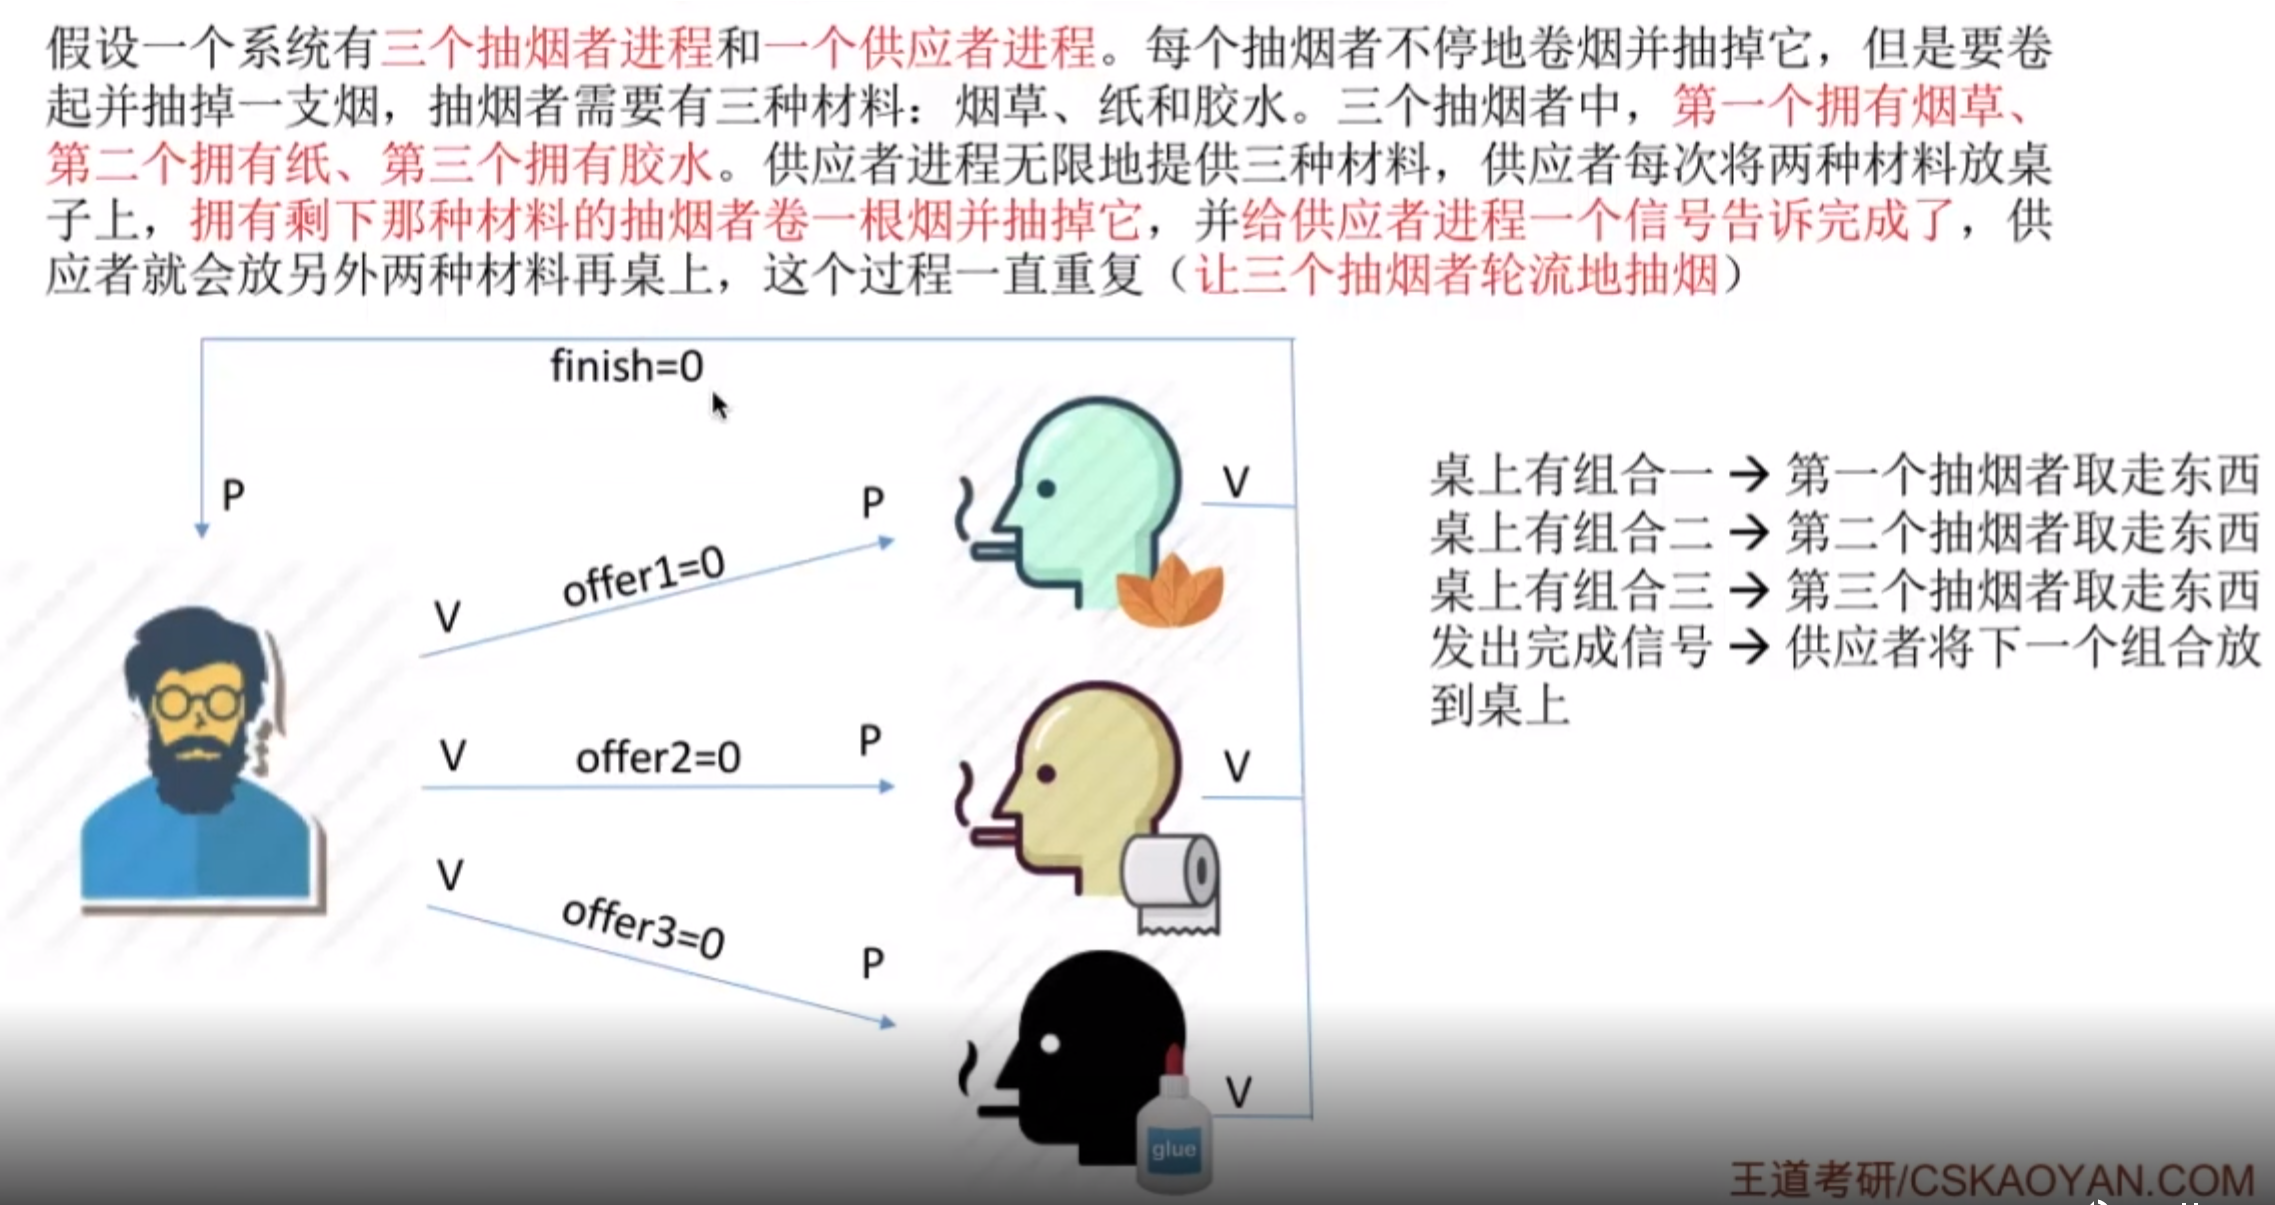 假设一个系统有三个抽烟者进程和一个供应者进程。每个抽烟者不停地卷烟并抽掉它，但是要卷
起并抽掉一支烟，抽烟者需要有三种材料：烟草、纸和胶水。三个抽烟者中，第一个拥有烟草、
第二个拥有纸、第三个拥有胶水。供应者进程无限地提供三种材料，供应者每次将两种材料放桌
子上，拥有剩下那种材料的抽烟者卷一根烟并抽掉它，并给供应者进程一个信号告诉完成了，供
应者就会放另外两种材料再桌上，这个过程一直重复（让三个抽烟者轮流地抽烟）
finish=0
P
P
V
offer1=0
V
V
offer2=0
P
V
V
offer3=0
P
V
glue
桌上有组合一 → 第一个抽烟者取走东西
桌上有组合二 → 第二个抽烟者取走东西
桌上有组合三 → 第三个抽烟者取走东西
发出完成信号 → 供应者将下一个组合放
到桌上
王道考研/CSKAOYAN.COM